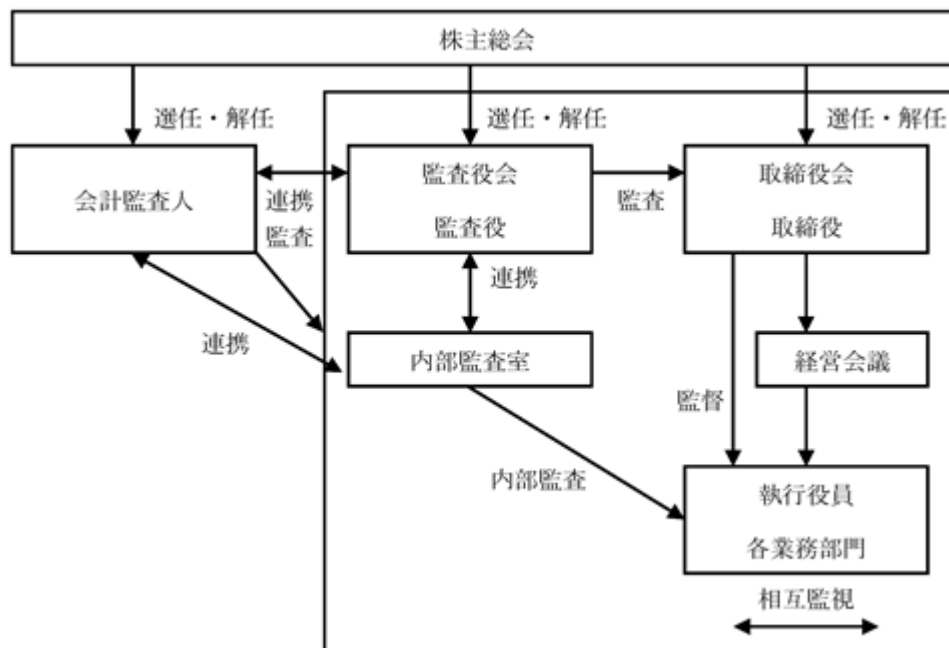 株主総会
選任・解任
選任・解任
選任・解任
会計監査人
連携
監査
監査役会
監査役
監査
取締役会
取締役
連携
連携
内部監査室
経営会議
監督
内部監査
執行役員
各業務部門
相互監視